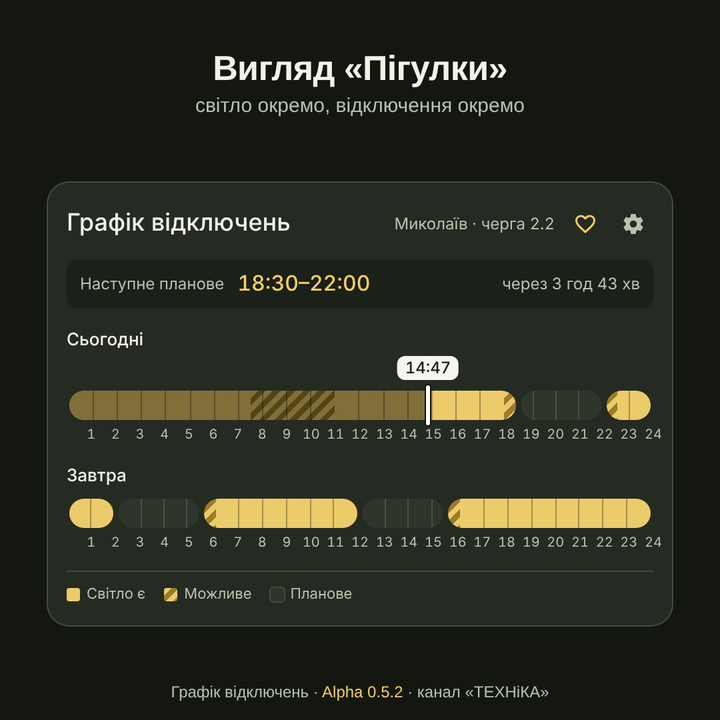 Вигляд «Пігулки»
світло окремо, відключення окремо
Графік відключень
Миколаїв · черга 2.2
Наступне планове 18:30–22:00 через 3 год 43 хв
Сьогодні
14:47
1 2 3 4 5 6 7 8 9 10 11 12 13 14 15 16 17 18 19 20 21 22 23 24
Завтра
1 2 3 4 5 6 7 8 9 10 11 12 13 14 15 16 17 18 19 20 21 22 23 24
Світло є Можливе Планове
Графік відключень · Alpha 0.5.2 · канал «ТЕХНіКА»